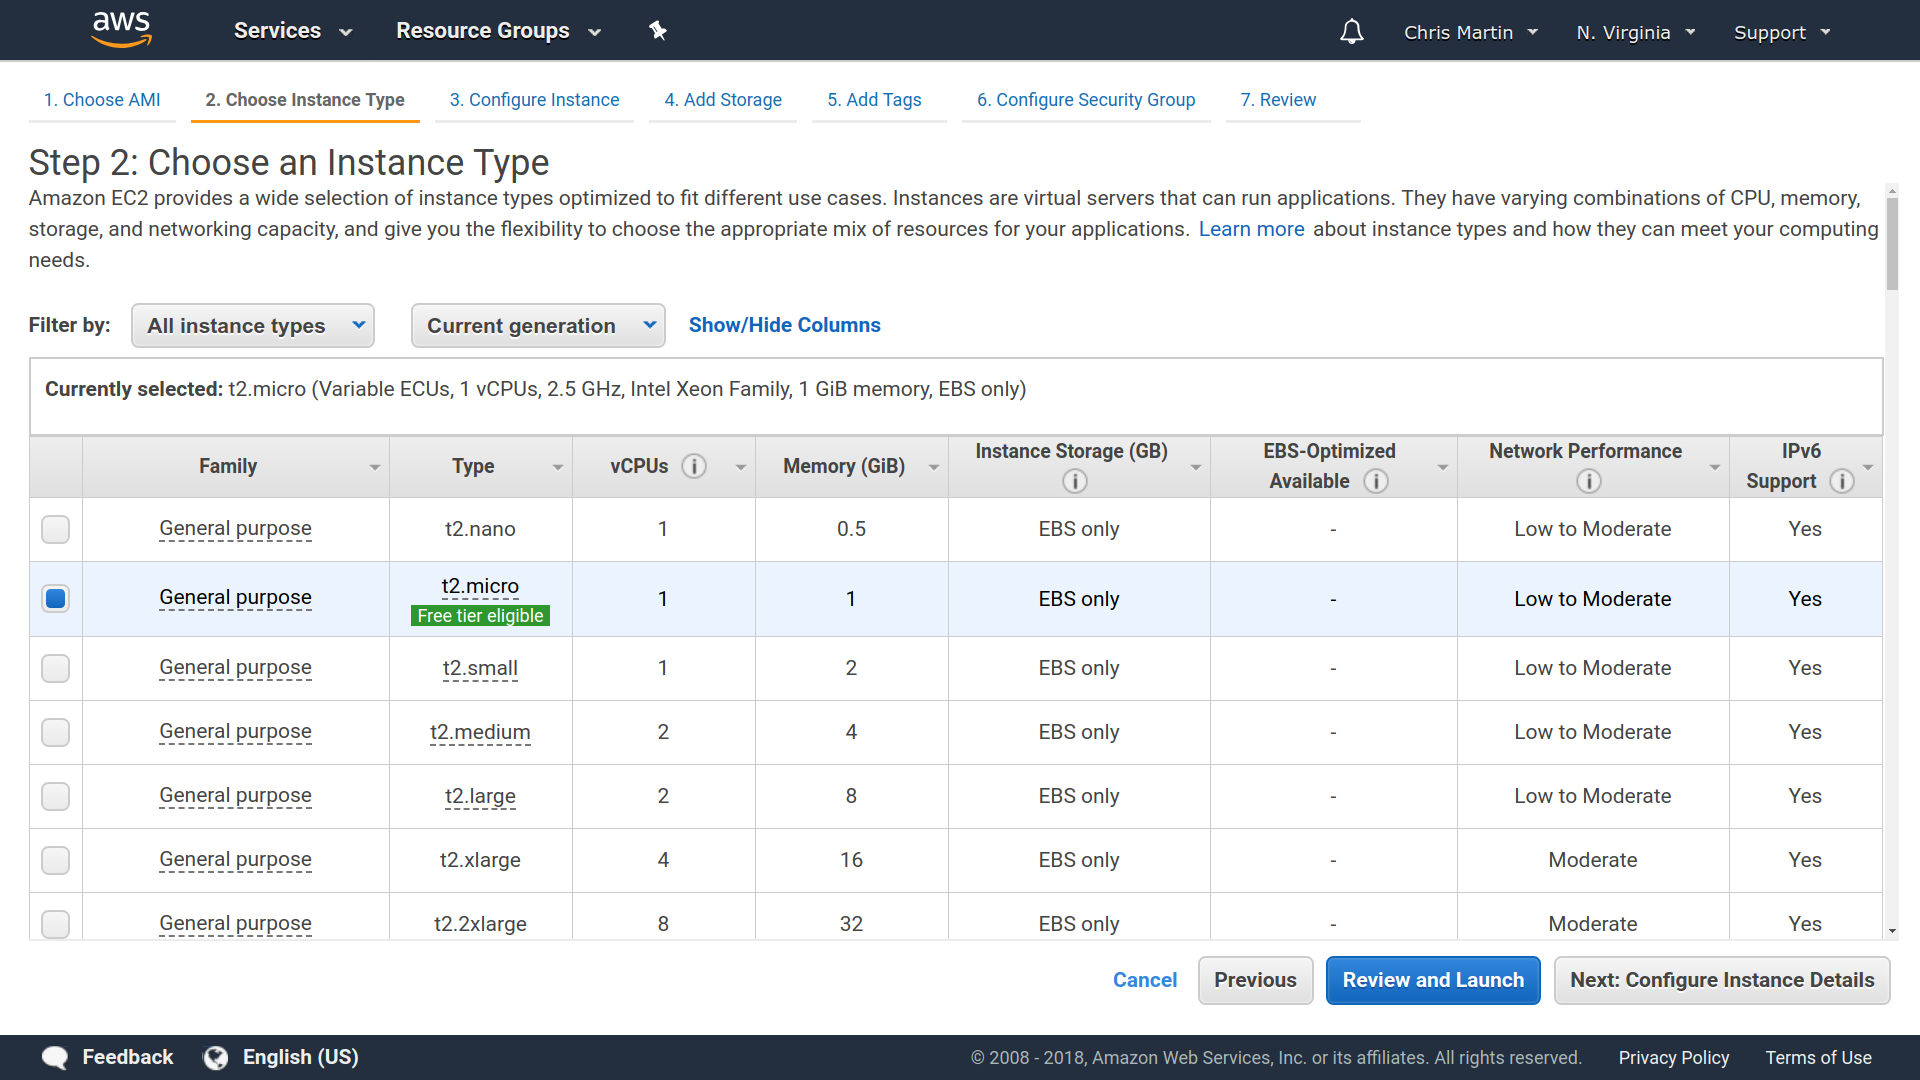 aws Services Resource Groups Chris Martin N. Virginia Support
1. Choose AMI 2. Choose Instance Type 3. Configure Instance 4. Add Storage 5. Add Tags 6. Configure Security Group 7. Review
Step 2: Choose an Instance Type
Amazon EC2 provides a wide selection of instance types optimized to fit different use cases. Instances are virtual servers that can run applications. They have varying combinations of CPU, memory,
storage, and networking capacity, and give you the flexibility to choose the appropriate mix of resources for your applications. Learn more about instance types and how they can meet your computing
needs.
Filter by: All instance types Current generation Show/Hide Columns
Currently selected: t2.micro (Variable ECUs, 1 vCPUs, 2.5 GHz, Intel Xeon Family, 1 GiB memory, EBS only)
Family Type vCPUs i Memory (GiB) Instance Storage (GB) i EBS-Optimized Available i Network Performance i IPv6 Support i
General purpose t2.nano 1 0.5 EBS only - Low to Moderate Yes
General purpose t2.micro Free tier eligible 1 1 EBS only - Low to Moderate Yes
General purpose t2.small 1 2 EBS only - Low to Moderate Yes
General purpose t2.medium 2 4 EBS only - Low to Moderate Yes
General purpose t2.large 2 8 EBS only - Low to Moderate Yes
General purpose t2.xlarge 4 16 EBS only - Moderate Yes
General purpose t2.2xlarge 8 32 EBS only - Moderate Yes
Cancel Previous Review and Launch Next: Configure Instance Details
Feedback English (US) © 2008 - 2018, Amazon Web Services, Inc. or its affiliates. All rights reserved. Privacy Policy Terms of Use